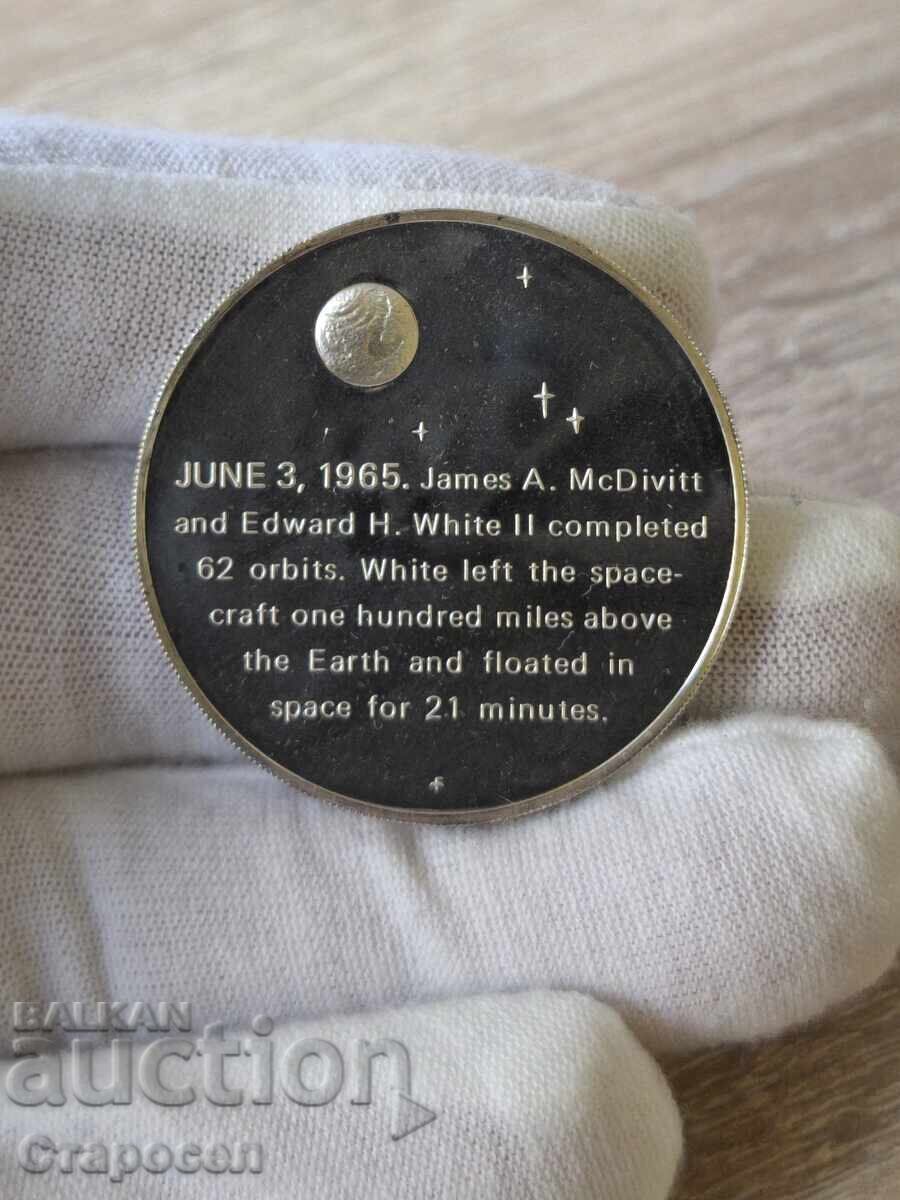 JUNE 3, 1965. James A. McDivitt
and Edward H. White II completed
62 orbits. White left the space-
craft one hundred miles above
the Earth and floated in
space for 21 minutes.
BALKAN
auction
Старосел